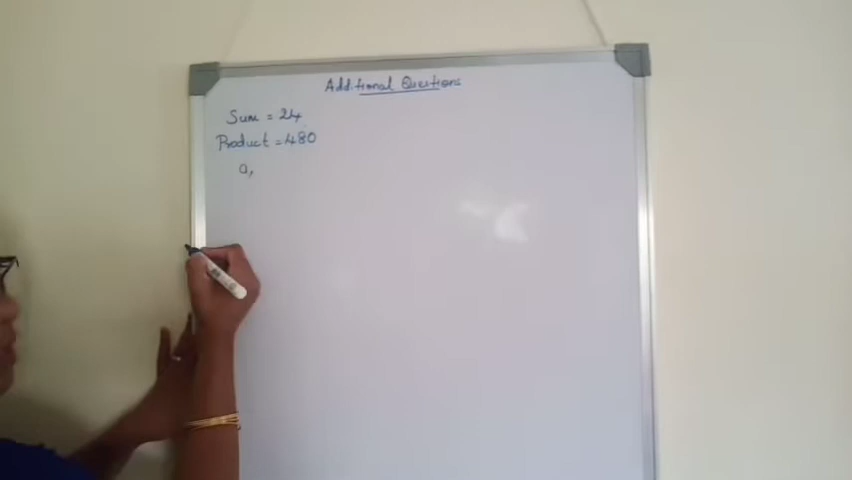 Additional Questions
Sum = 24
Product = 480
a,